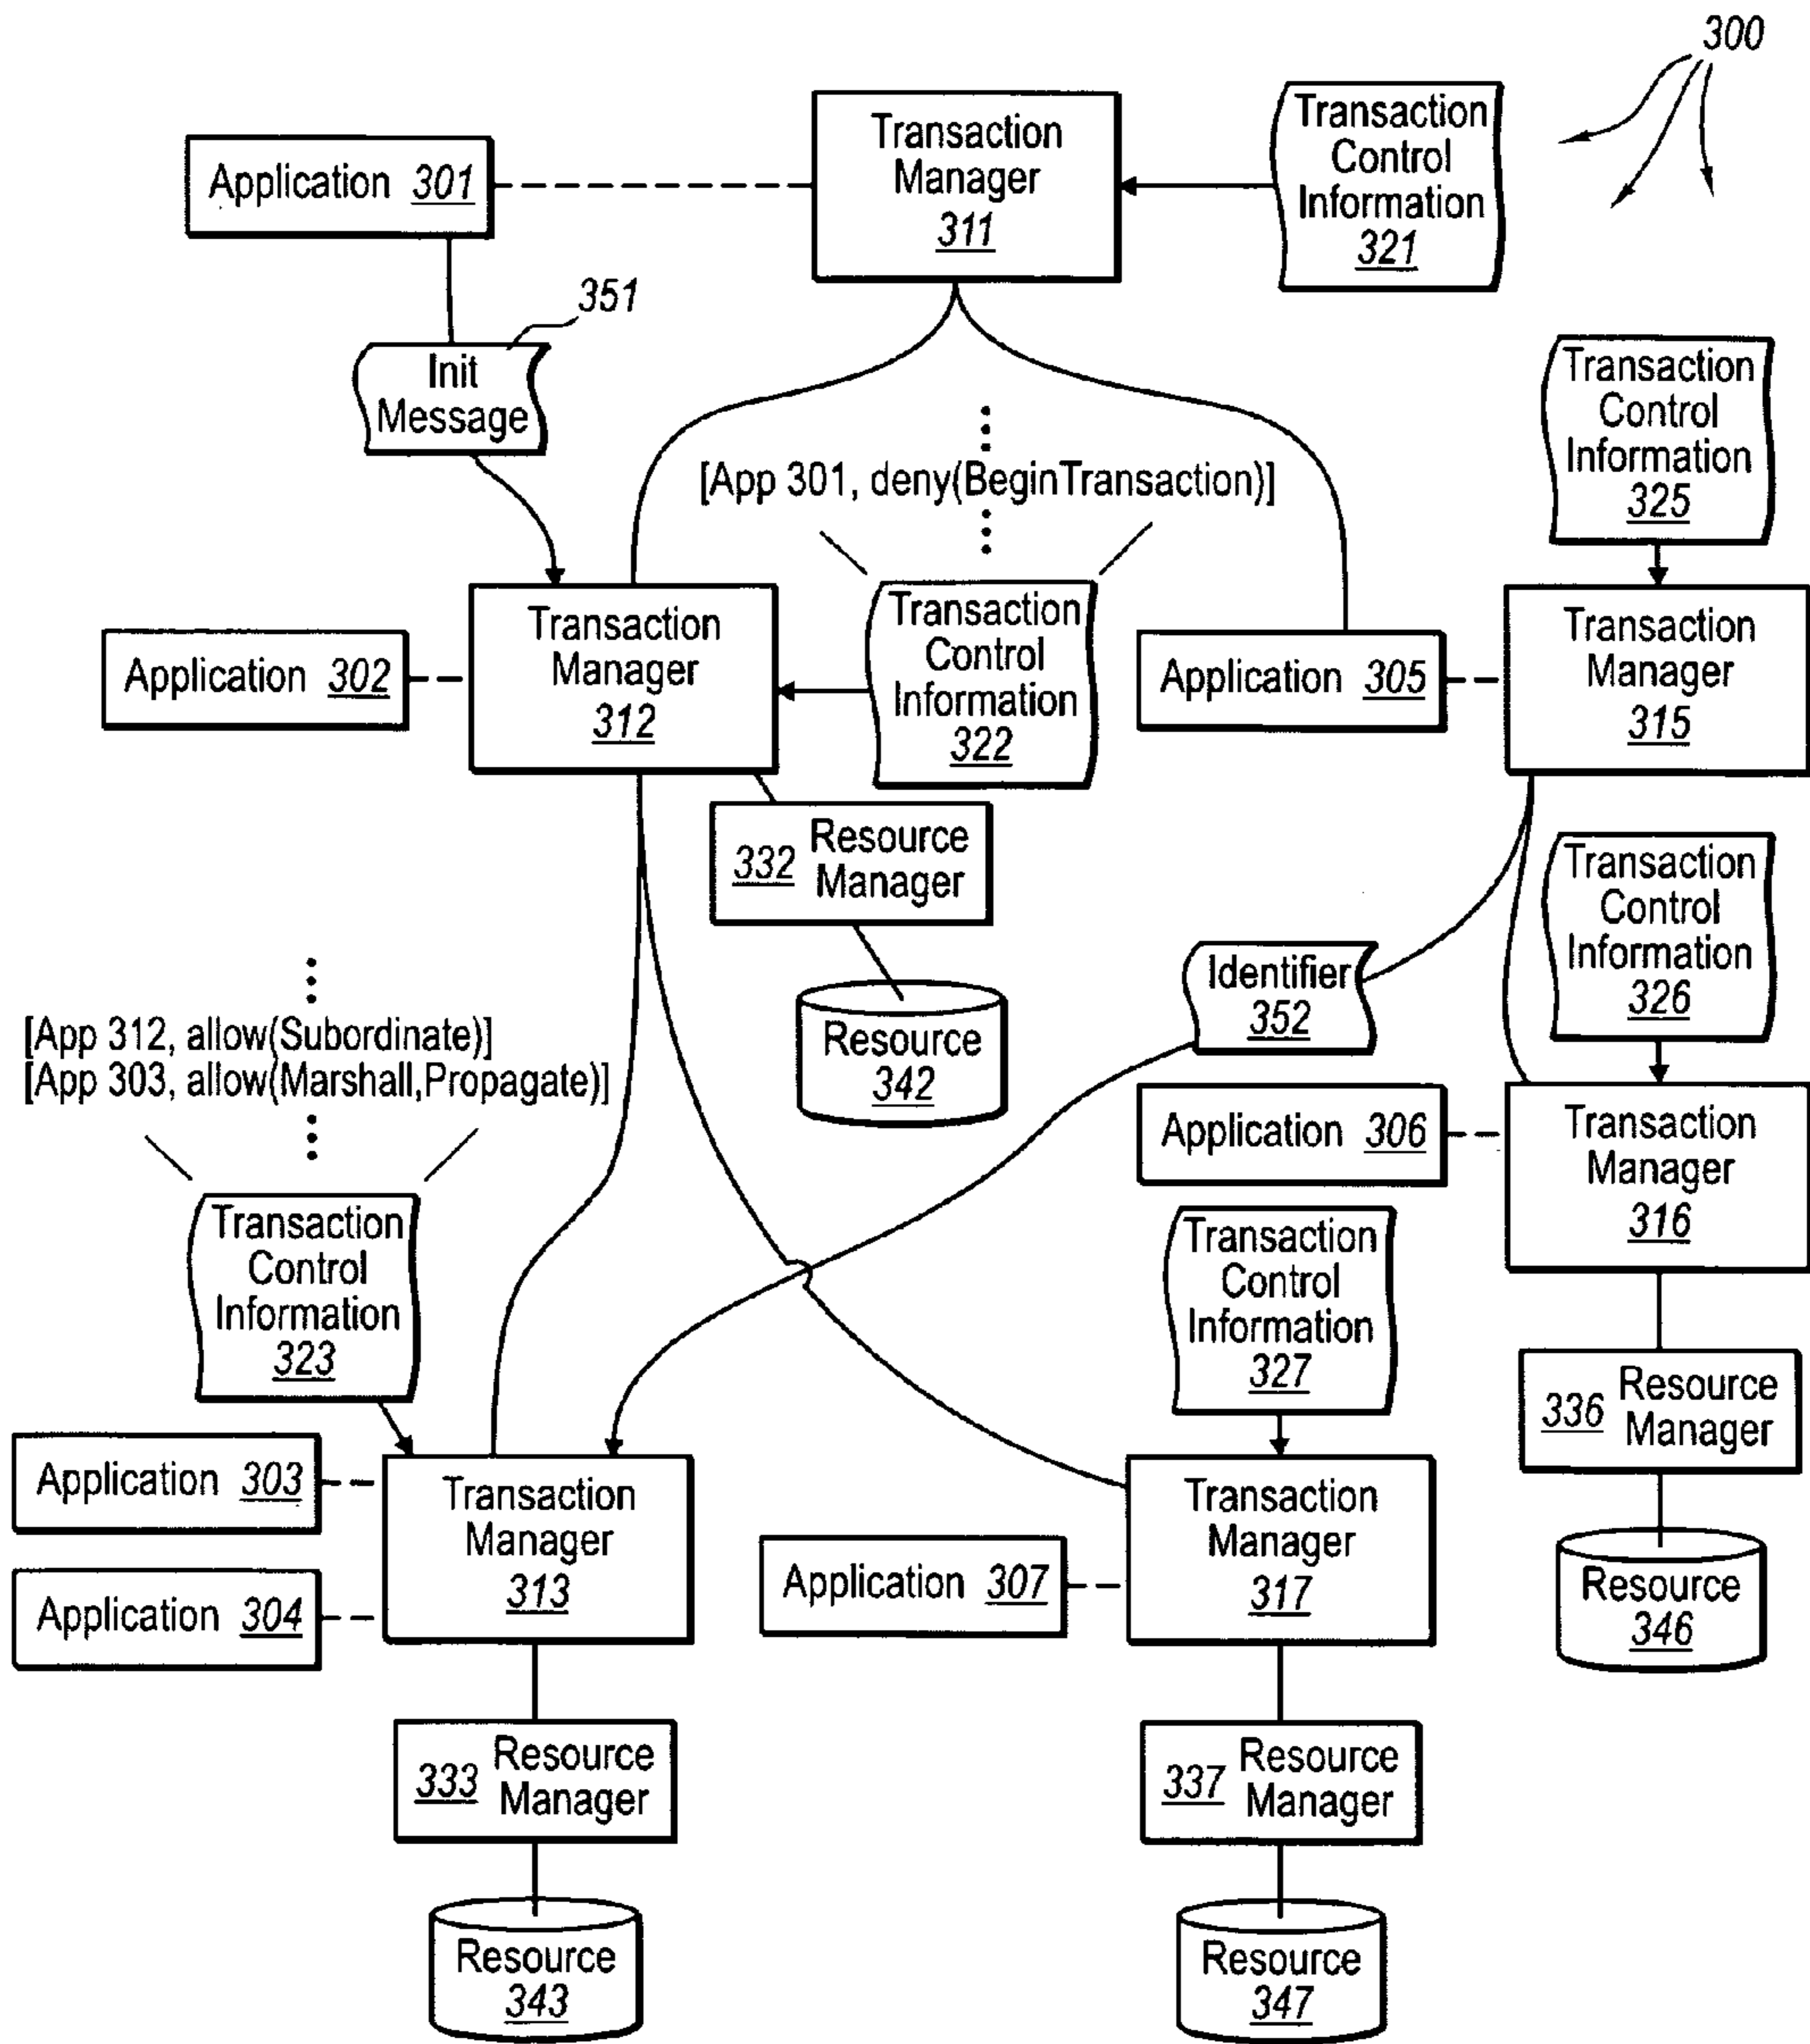 300
Transaction
Manager
311
Transaction
Control
Information
321
Application 301
351
Init
Message
Transaction
Control
Information
325
[App 301, deny(BeginTransaction)]
Transaction
Manager
312
Transaction
Control
Information
322
Application 302
Application 305
Transaction
Manager
315
332 Resource
Manager
Resource
342
Identifier
352
Transaction
Control
Information
326
[App 312, allow(Subordinate)]
[App 303, allow(Marshall,Propagate)]
Application 306
Transaction
Manager
316
Transaction
Control
Information
323
Transaction
Control
Information
327
336 Resource
Manager
Application 303
Transaction
Manager
313
Application 304
Application 307
Transaction
Manager
317
Resource
346
333 Resource
Manager
337 Resource
Manager
Resource
343
Resource
347